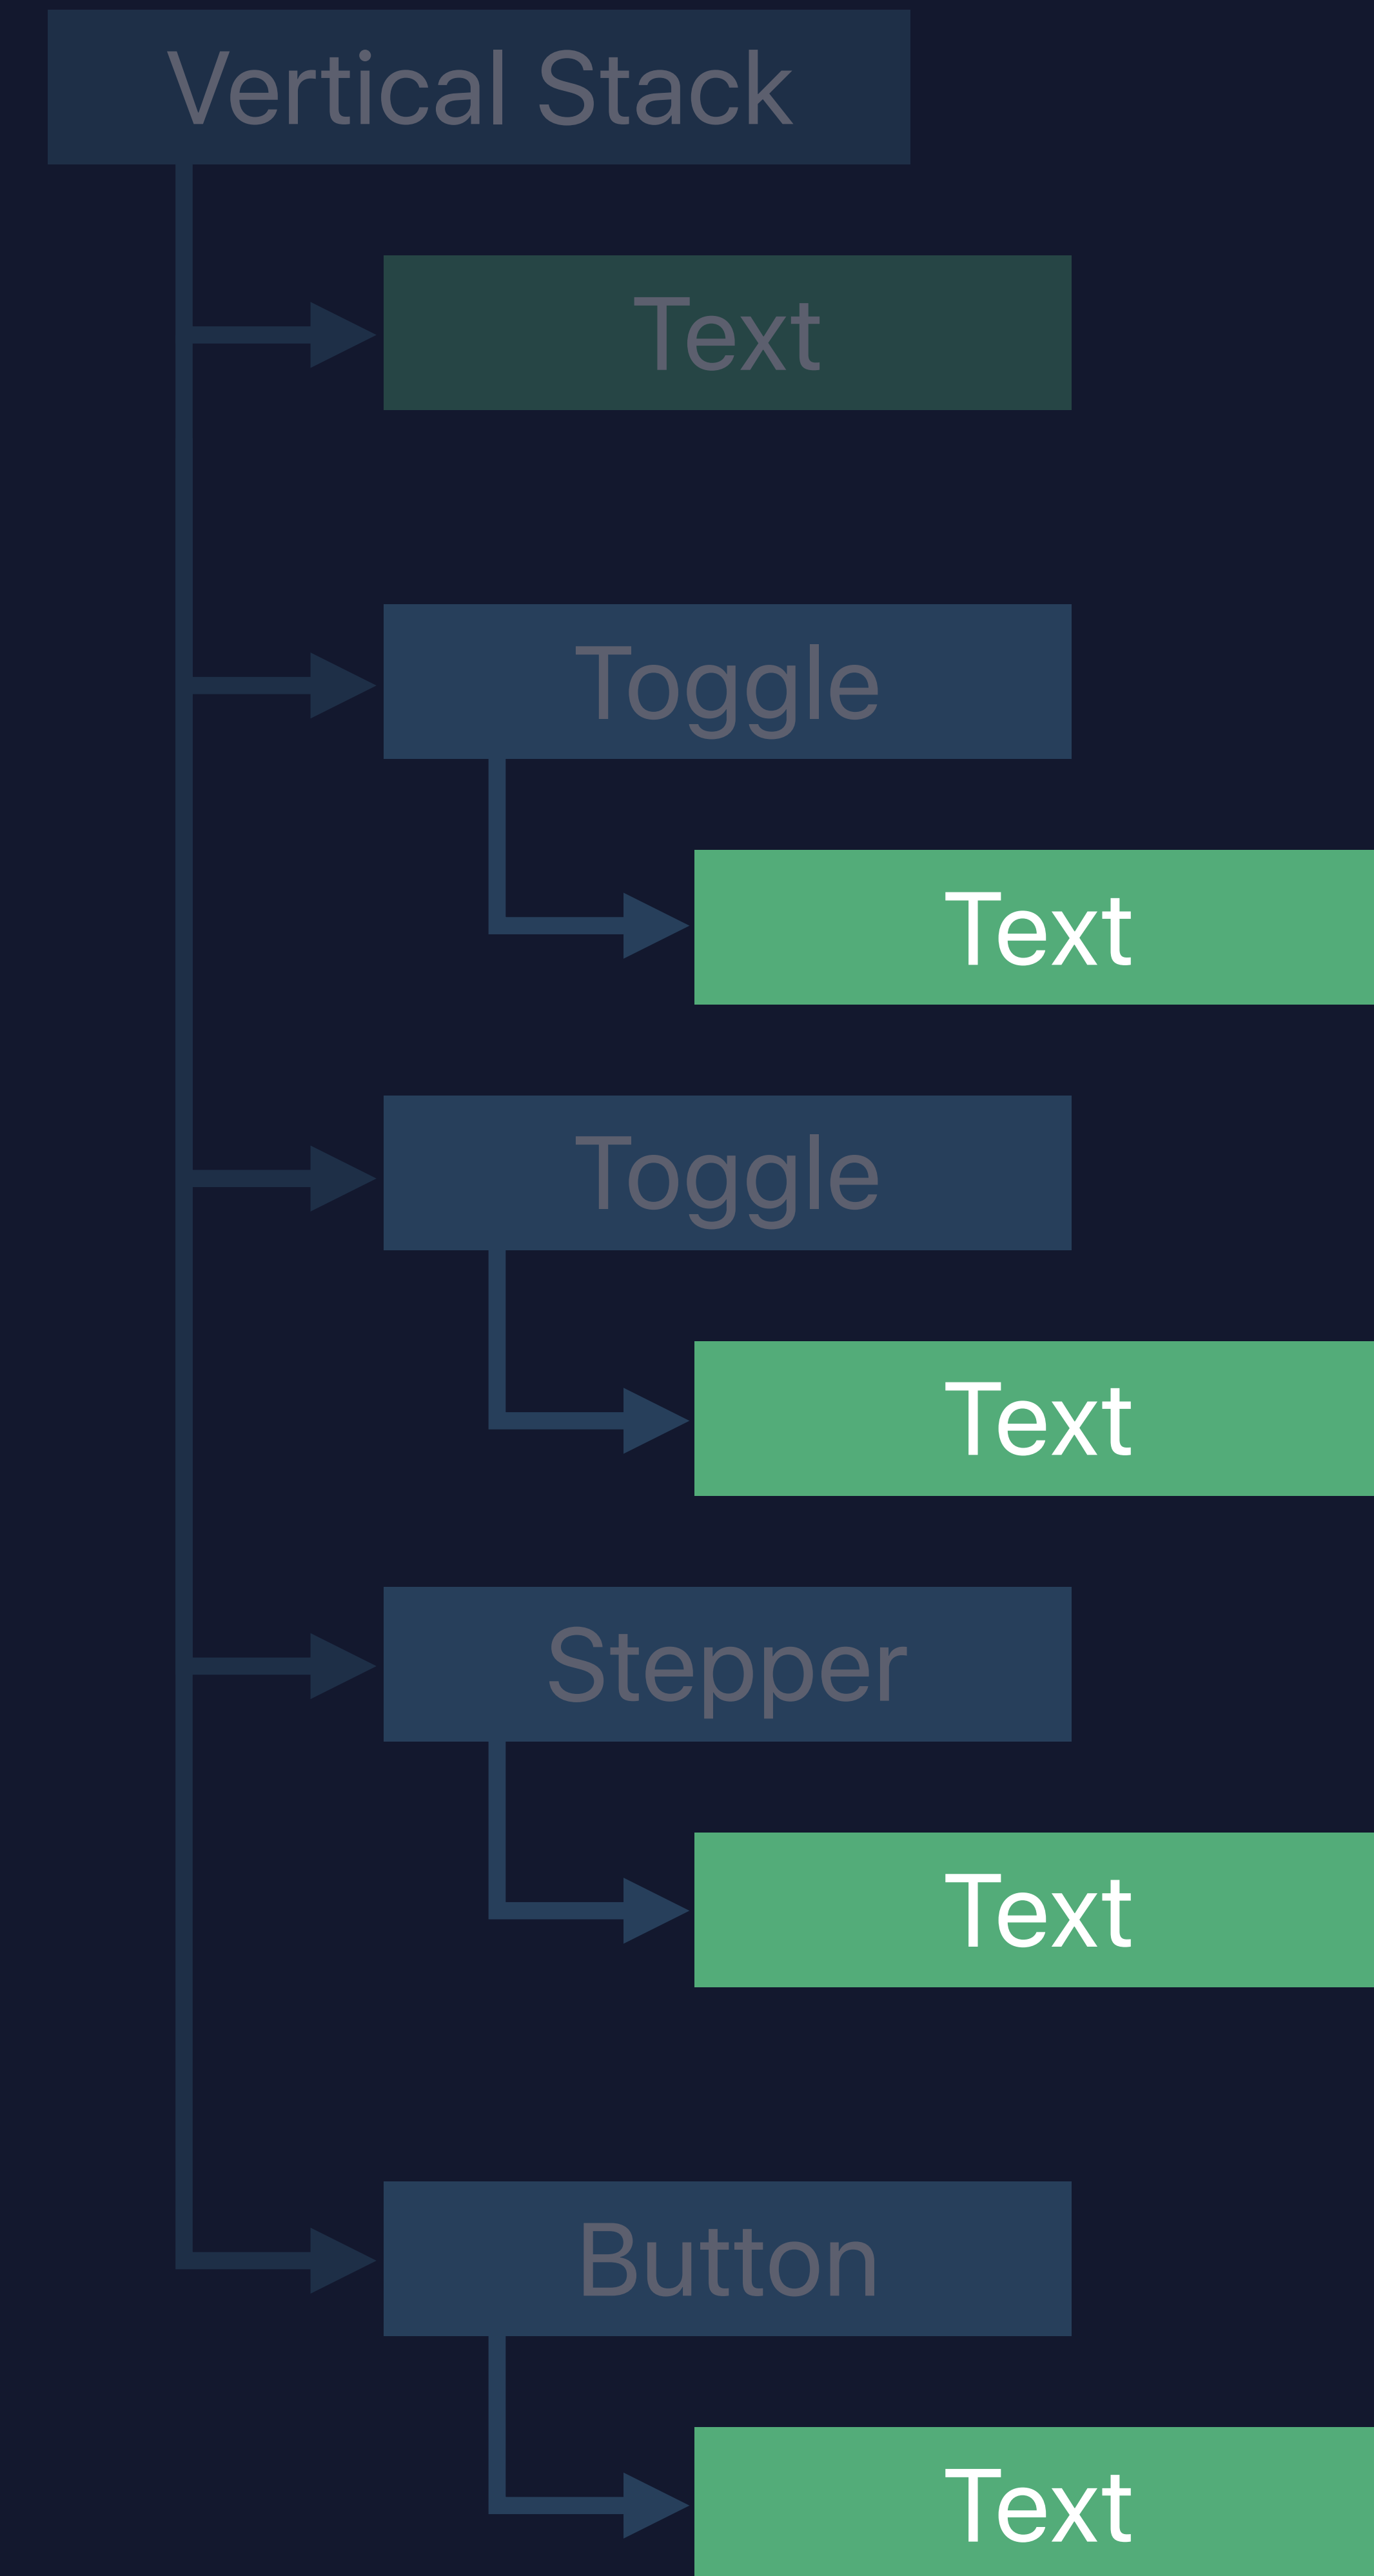 Vertical Stack
Text
Toggle
Text
Toggle
Text
Stepper
Text
Button
Text